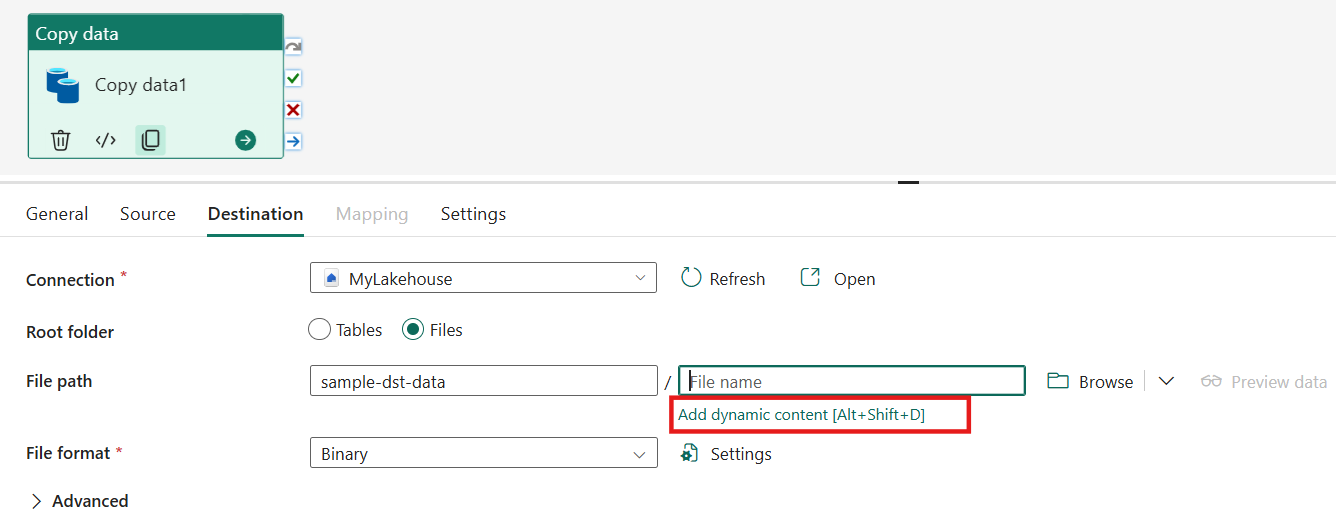 Copy data
Copy data1
General Source Destination Mapping Settings
Connection * MyLakehouse Refresh Open
Root folder Tables Files
File path sample-dst-data / File name Browse Preview data
Add dynamic content [Alt+Shift+D]
File format * Binary Settings
Advanced